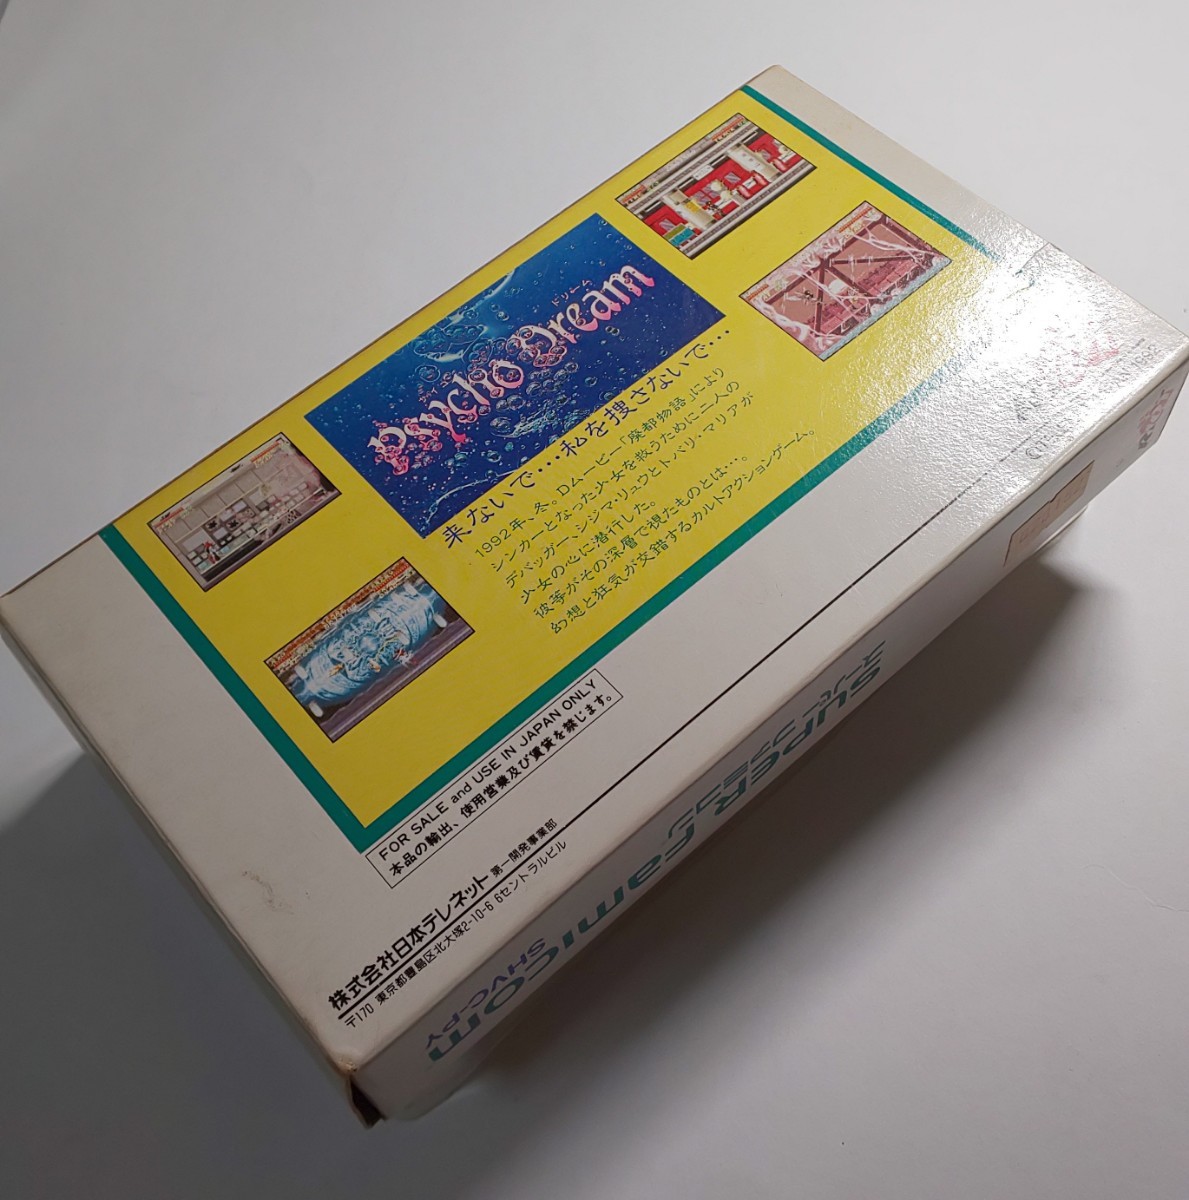 Psycho Dream
ドリーム
来ないで…私を捜さないで…
1992年、冬。Dムービー「廃都物語」により
シンカーとなった少女を救うために二人の
デバッガー、シジマ・リュウとトバリ・マリアが
少女の心に潜行した。
彼等がその深層で視たものとは…。
幻想と狂気が交錯するカルトアクションゲーム。
FOR SALE and USE IN JAPAN ONLY
本品の輸出、使用営業及び賃貸を禁じます。
株式会社日本テレネット 第一開発事業部
〒170 東京都豊島区北大塚2-10-6 6セントラルビル
SUPER Famicom
スーパーファミコン
SHVC-PY